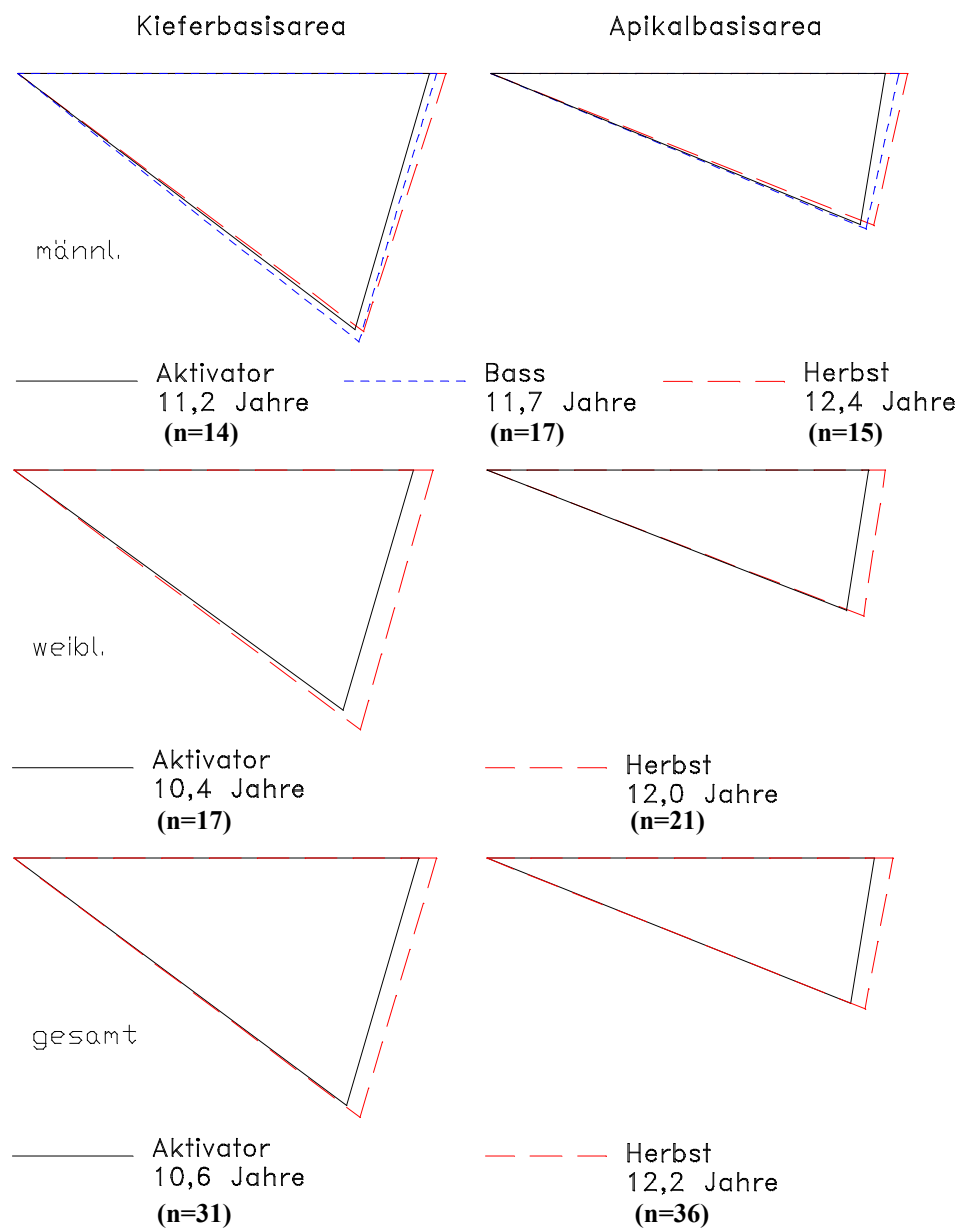 Kieferbasisarea
Apikalbasisarea
männl.
Aktivator
11,2 Jahre
(n=14)
Bass
11,7 Jahre
(n=17)
Herbst
12,4 Jahre
(n=15)
weibl.
Aktivator
10,4 Jahre
(n=17)
Herbst
12,0 Jahre
(n=21)
gesamt
Aktivator
10,6 Jahre
(n=31)
Herbst
12,2 Jahre
(n=36)